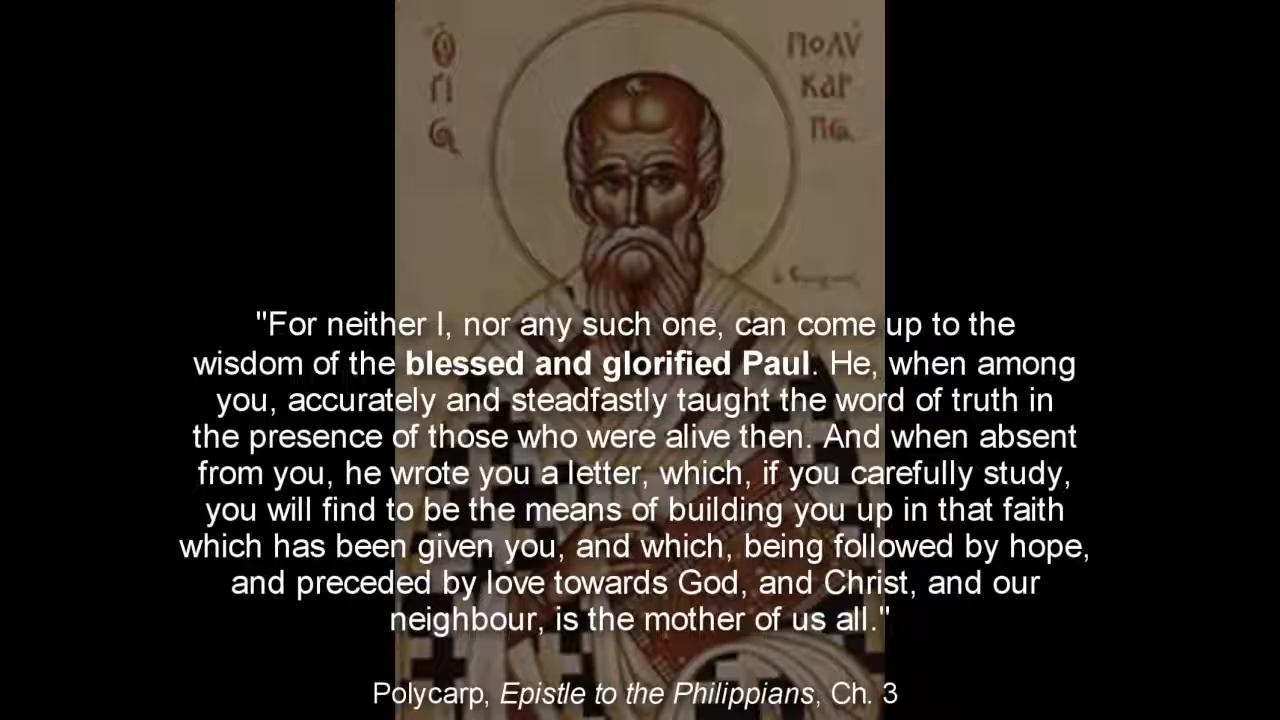 ΠΟΛΥ
ΚΑΡ
"For neither I, nor any such one, can come up to the
wisdom of the blessed and glorified Paul. He, when among
you, accurately and steadfastly taught the word of truth in
the presence of those who were alive then. And when absent
from you, he wrote you a letter, which, if you carefully study,
you will find to be the means of building you up in that faith
which has been given you, and which, being followed by hope,
and preceded by love towards God, and Christ, and our
neighbour, is the mother of us all."
Polycarp, Epistle to the Philippians, Ch. 3